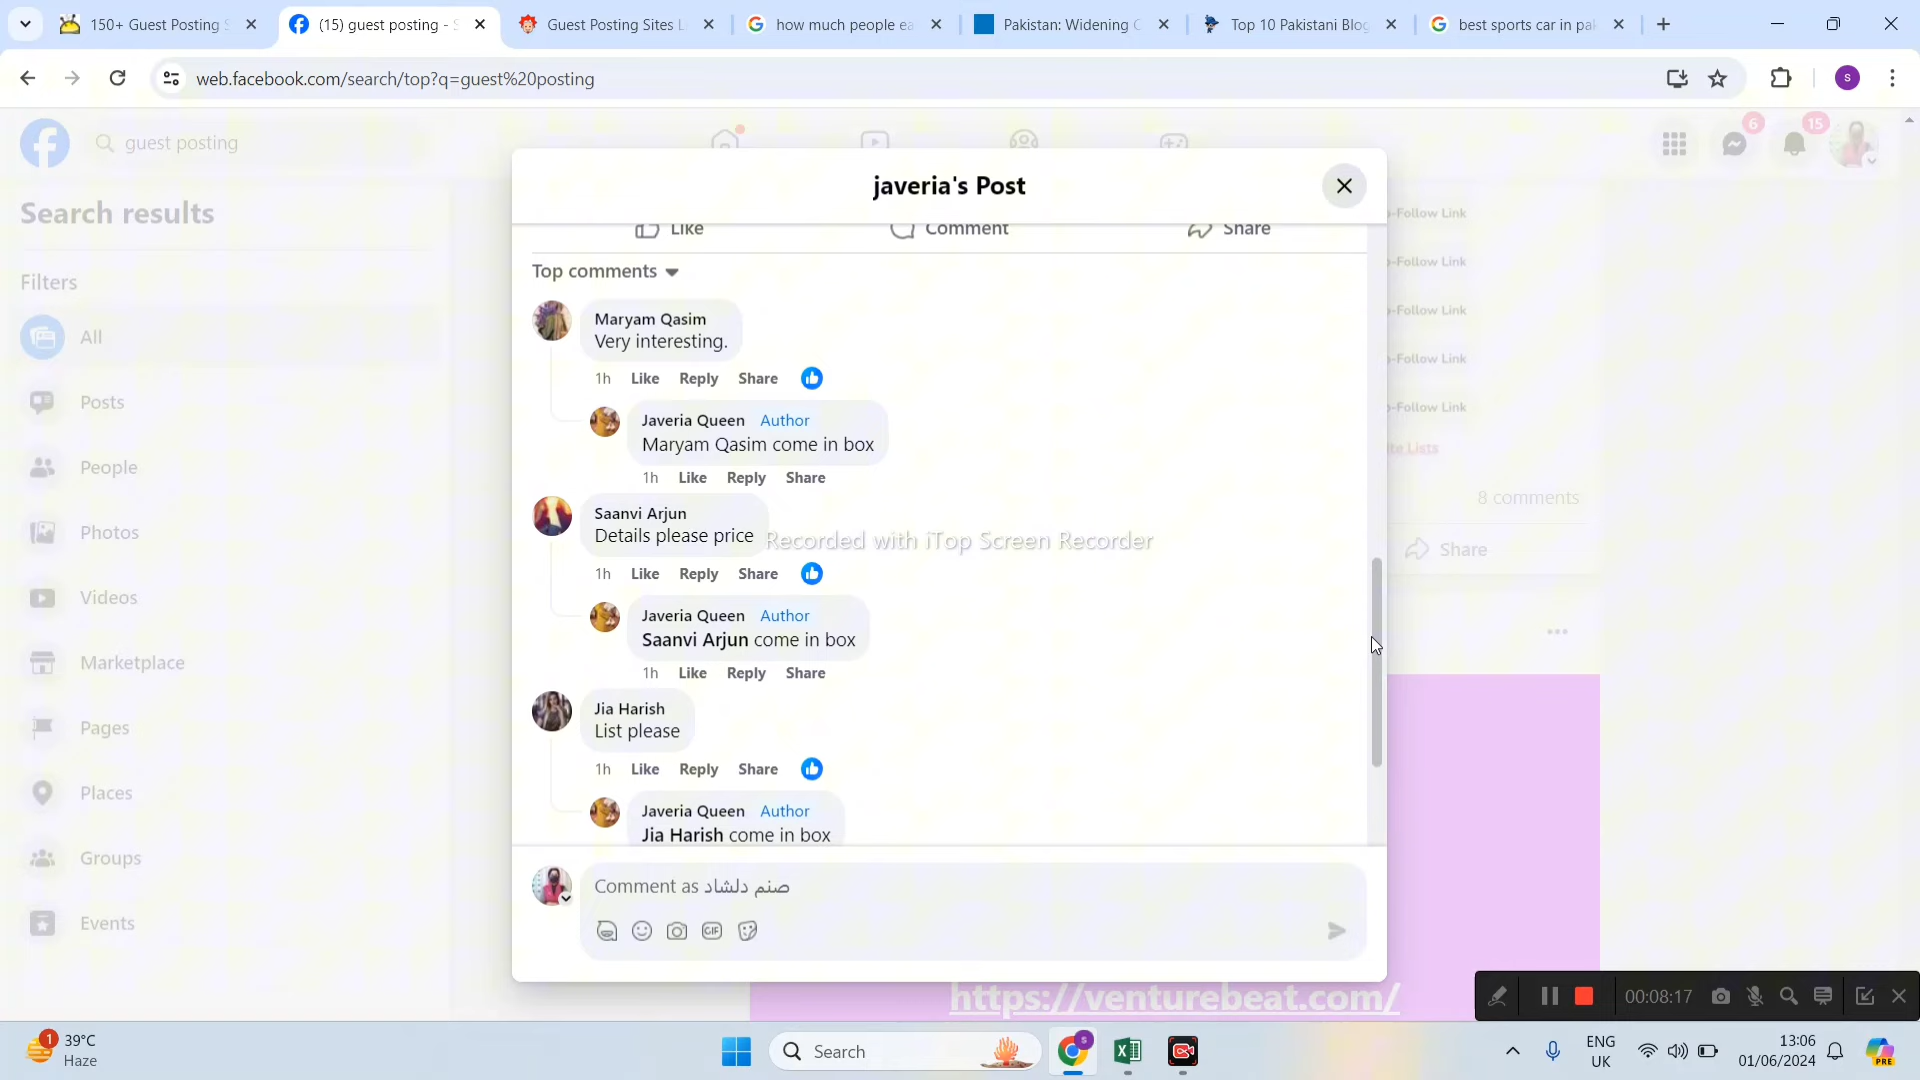 150+ Guest Posting S
(15) guest posting - S
Guest Posting Sites L
how much people ea
Pakistan: Widening C
Top 10 Pakistani Blog
best sports car in pak
web.facebook.com/search/top?q=guest%20posting
S
guest posting
6
15
Search results
Filters
All
Posts
People
Photos
Videos
Marketplace
Pages
Places
Groups
Events
javeria's Post
Like
Comment
Share
Top comments
Maryam Qasim
Very interesting.
1h Like Reply Share
Javeria Queen Author
Maryam Qasim come in box
1h Like Reply Share
Saanvi Arjun
Details please price
1h Like Reply Share
Javeria Queen Author
Saanvi Arjun come in box
1h Like Reply Share
Jia Harish
List please
1h Like Reply Share
Javeria Queen Author
Jia Harish come in box
Comment as صنم دلشاد
GIF
Recorded with iTop Screen Recorder
-Follow Link
-Follow Link
-Follow Link
-Follow Link
-Follow Link
Lists
8 comments
Share
https://venturebeat.com/
00:08:17
1
39°C
Haze
Search
S
ENG
UK
13:06
01/06/2024
PRE